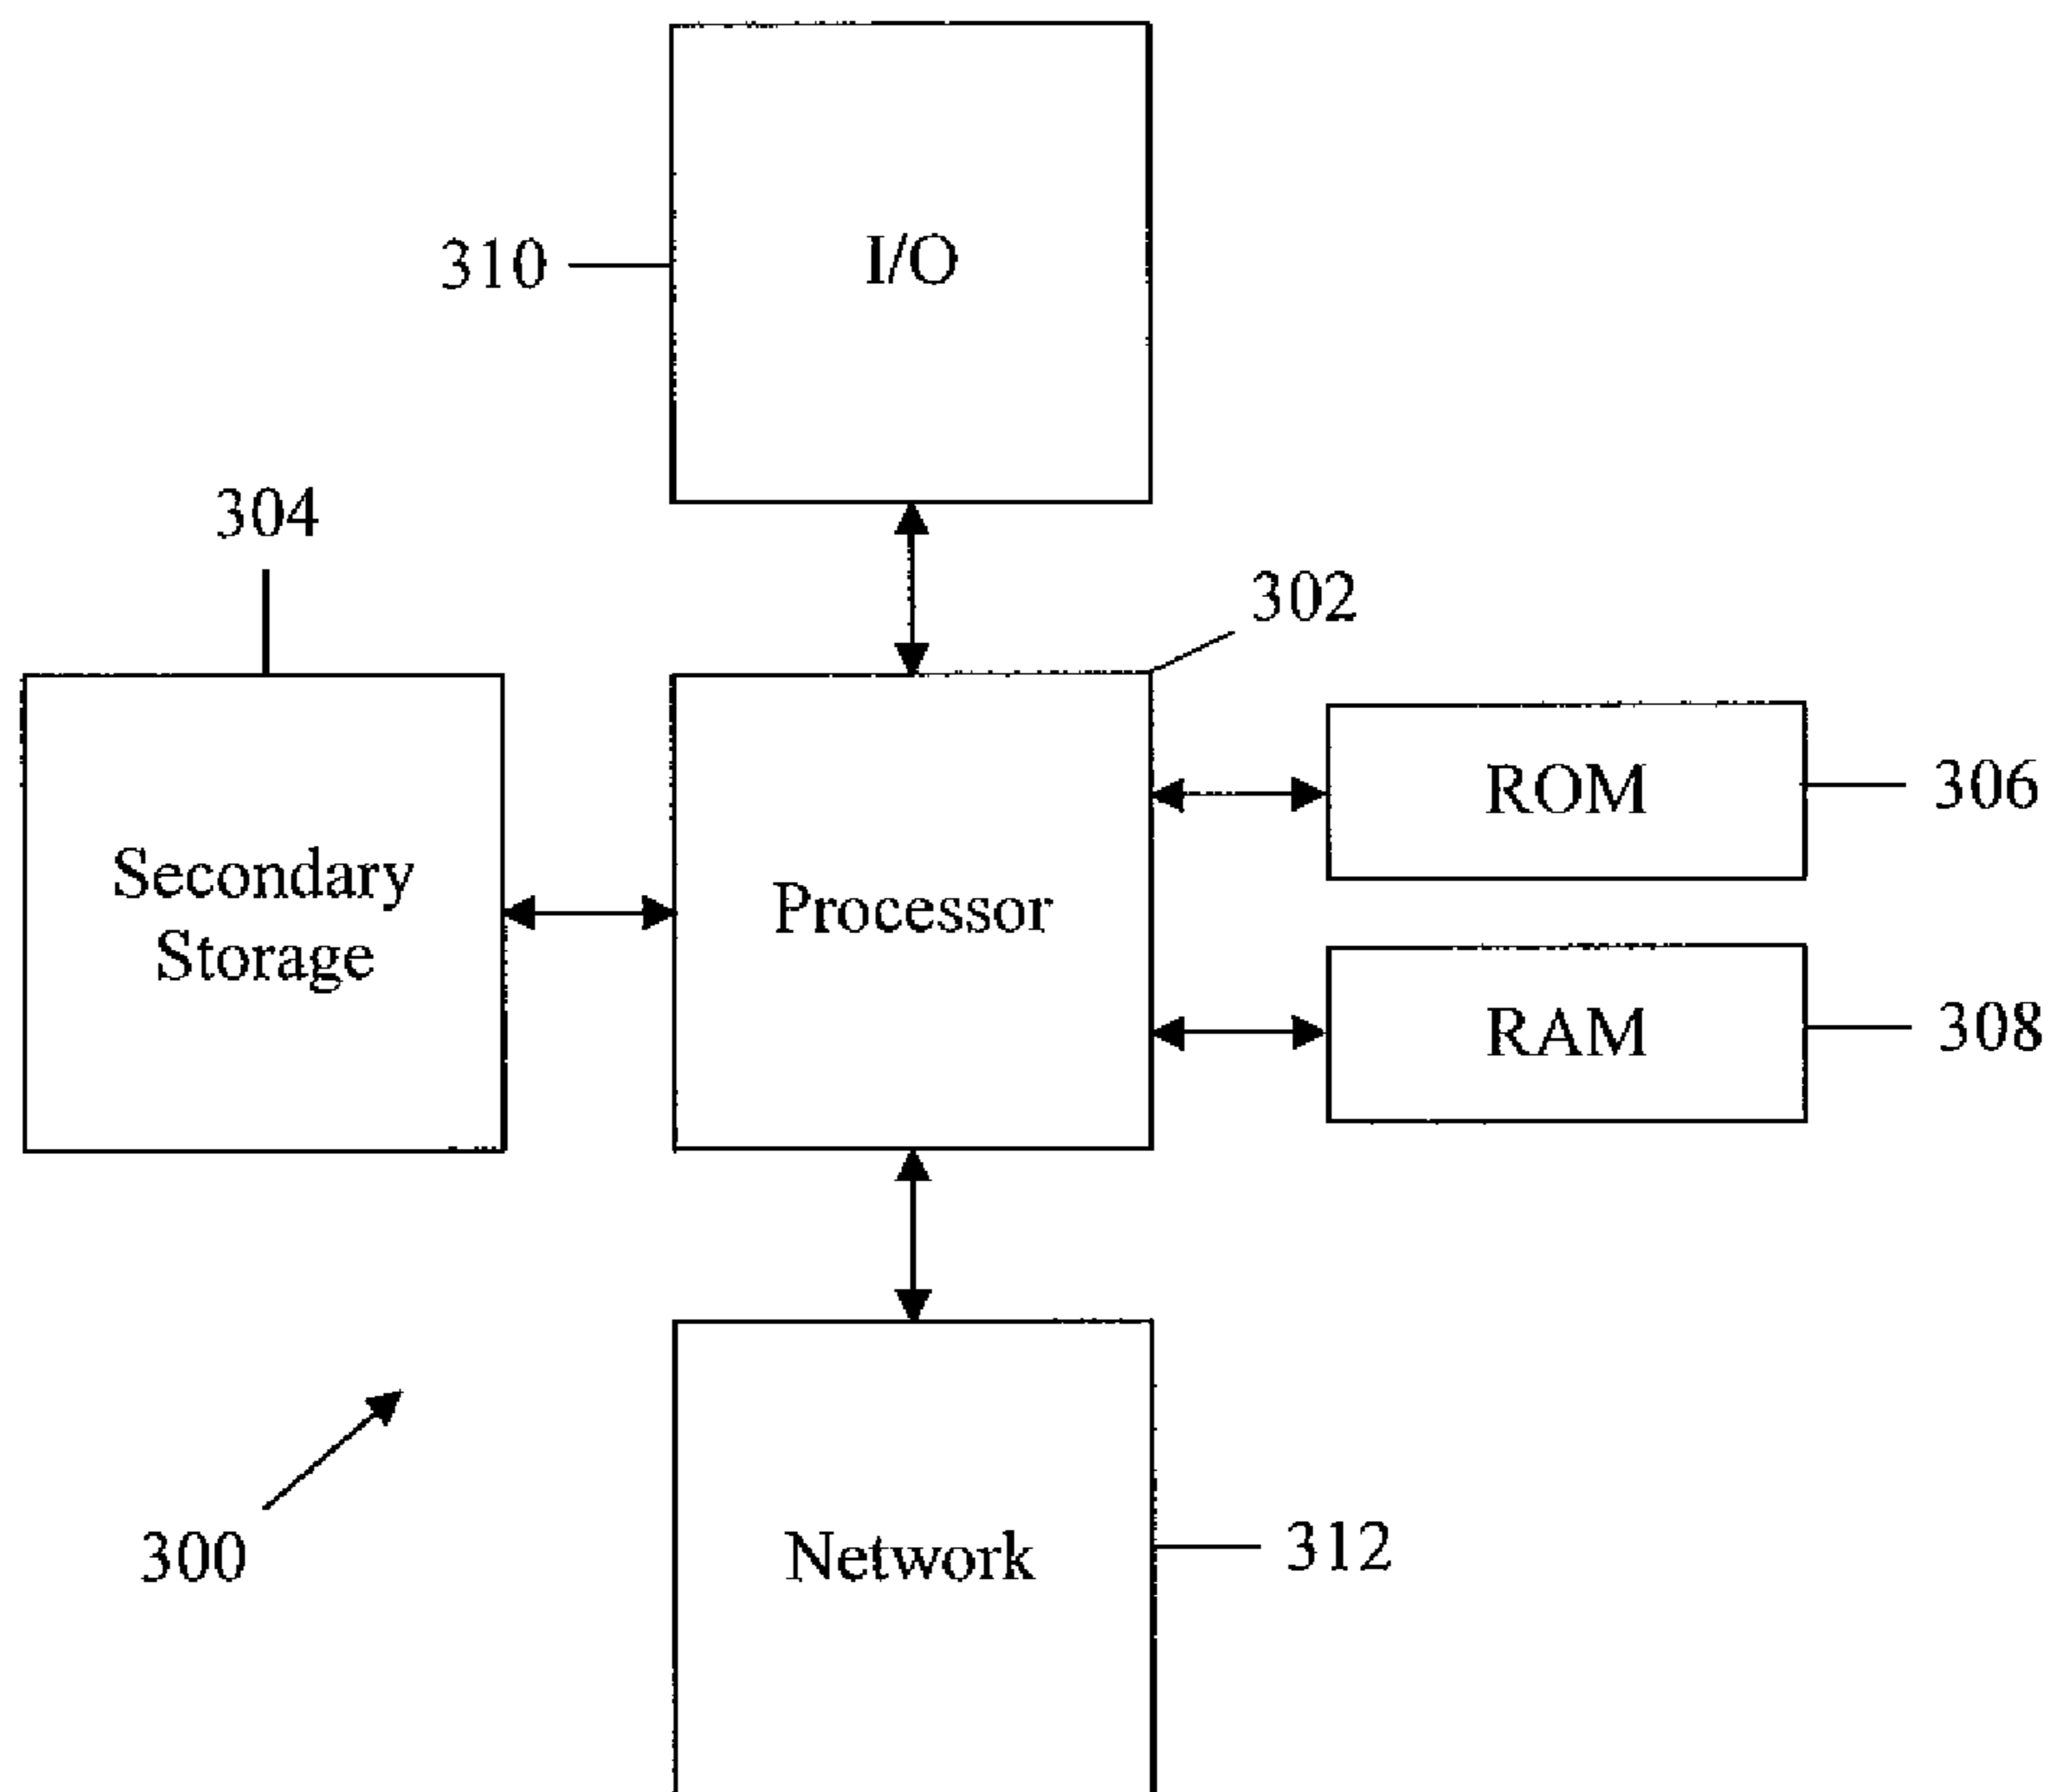 310
I/O
304
302
Secondary
Storage
Processor
ROM
306
RAM
308
300
Network
312